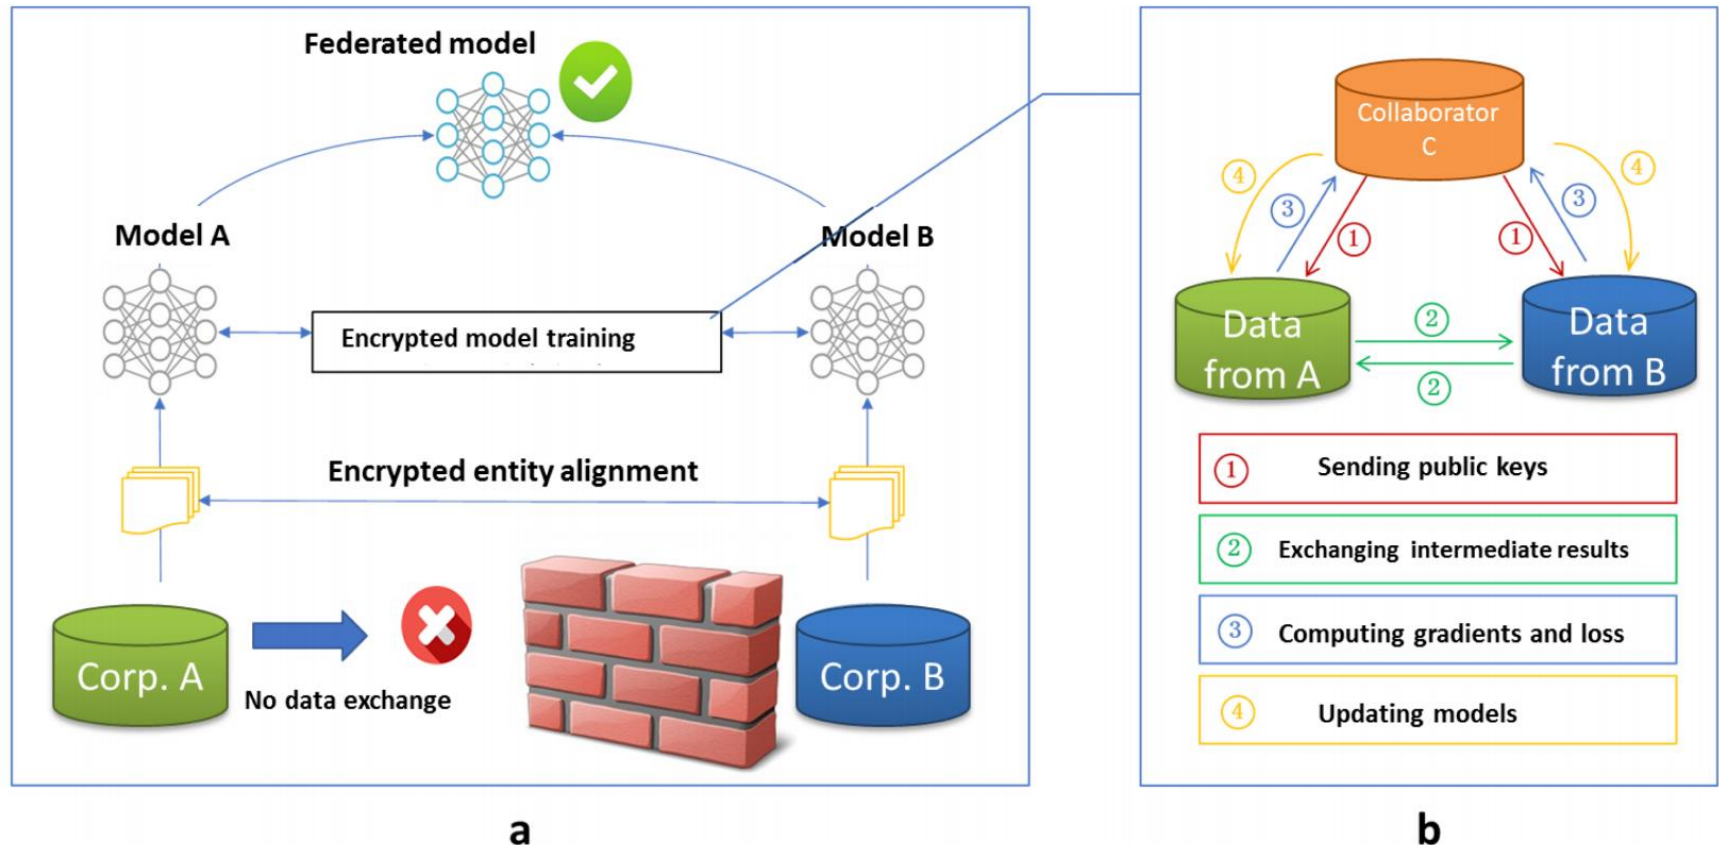 Federated model
Model A
Model B
Encrypted model training
Encrypted entity alignment
Corp. A
No data exchange
Corp. B
a
Collaborator
C
4
3
1
1
3
4
Data
from A
2
2
Data
from B
1 Sending public keys
2 Exchanging intermediate results
3 Computing gradients and loss
4 Updating models
b